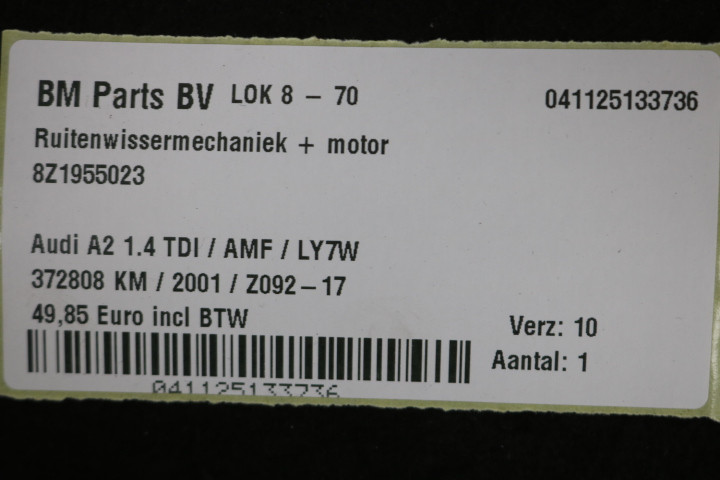 BM Parts BV LOK 8 - 70 041125133736
Ruitenwissermechaniek + motor
8Z1955023
Audi A2 1.4 TDI / AMF / LY7W
372808 KM / 2001 / Z092-17
49,85 Euro incl BTW
Verz: 10
Aantal: 1
041125133736